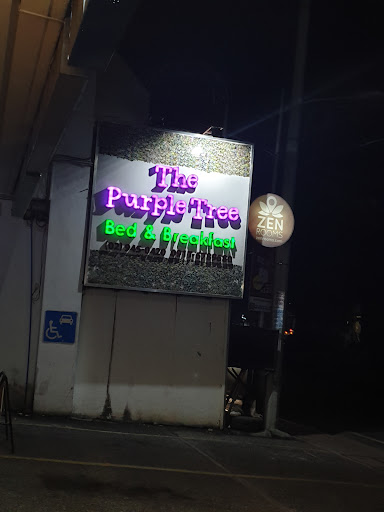 The
Purple Tree
Bed & Breakfast
ZEN
ROOMS